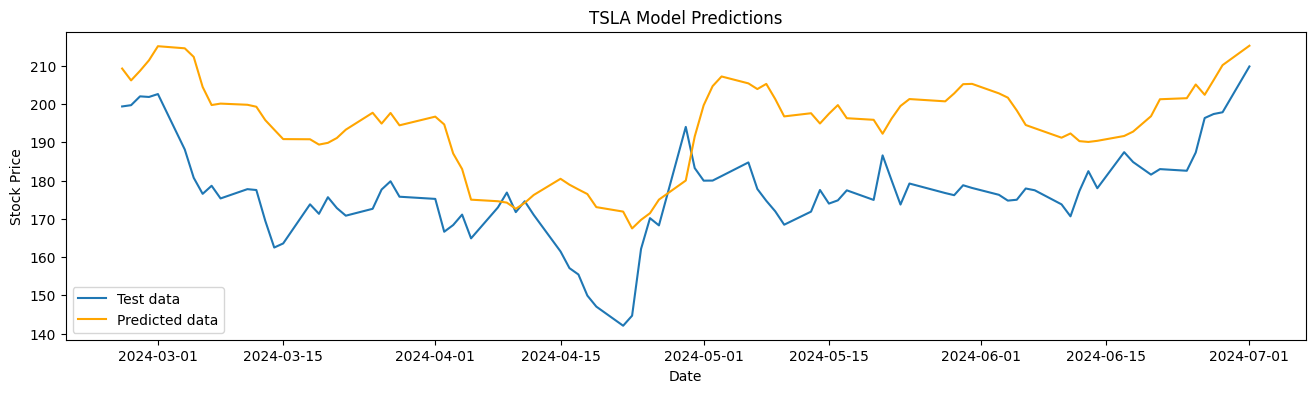 TSLA Model Predictions
Stock Price
210
200
190
180
170
160
150
140
Test data
Predicted data
2024-03-01 2024-03-15 2024-04-01 2024-04-15 2024-05-01 2024-05-15 2024-06-01 2024-06-15 2024-07-01
Date